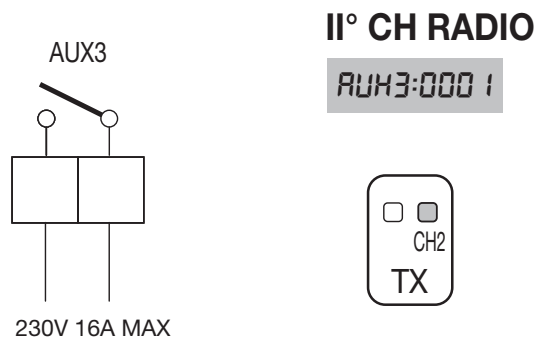 AUX3
230V 16A MAX
II° CH RADIO
AUX3:0001
CH2
TX